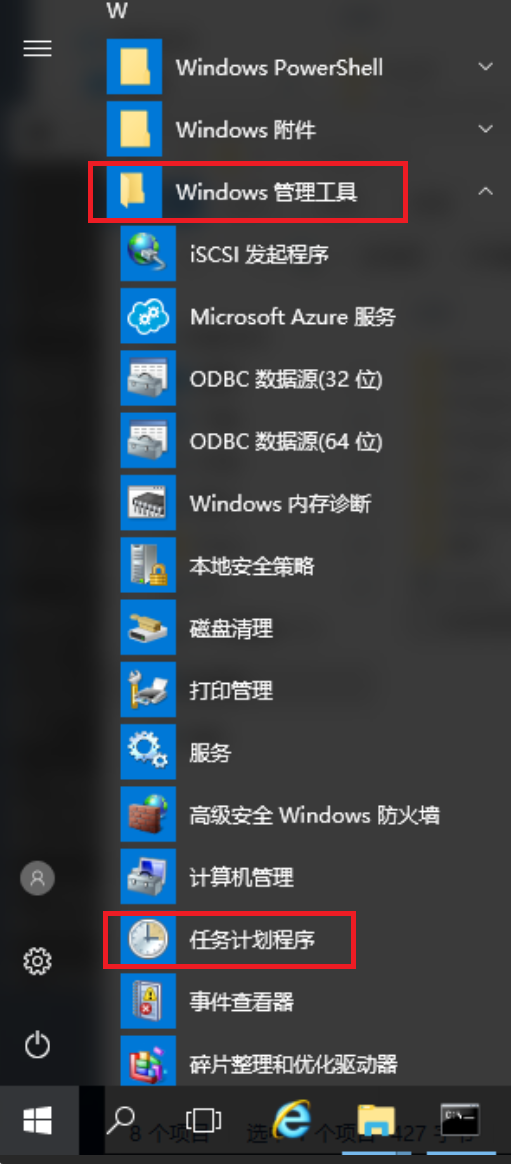 W
Windows PowerShell
Windows 附件
Windows 管理工具
iSCSI 发起程序
Microsoft Azure 服务
ODBC 数据源(32 位)
ODBC 数据源(64 位)
Windows 内存诊断
本地安全策略
磁盘清理
打印管理
服务
高级安全 Windows 防火墙
计算机管理
任务计划程序
事件查看器
碎片整理和优化驱动器
8 个项目 选中 1 个项目 427 字节